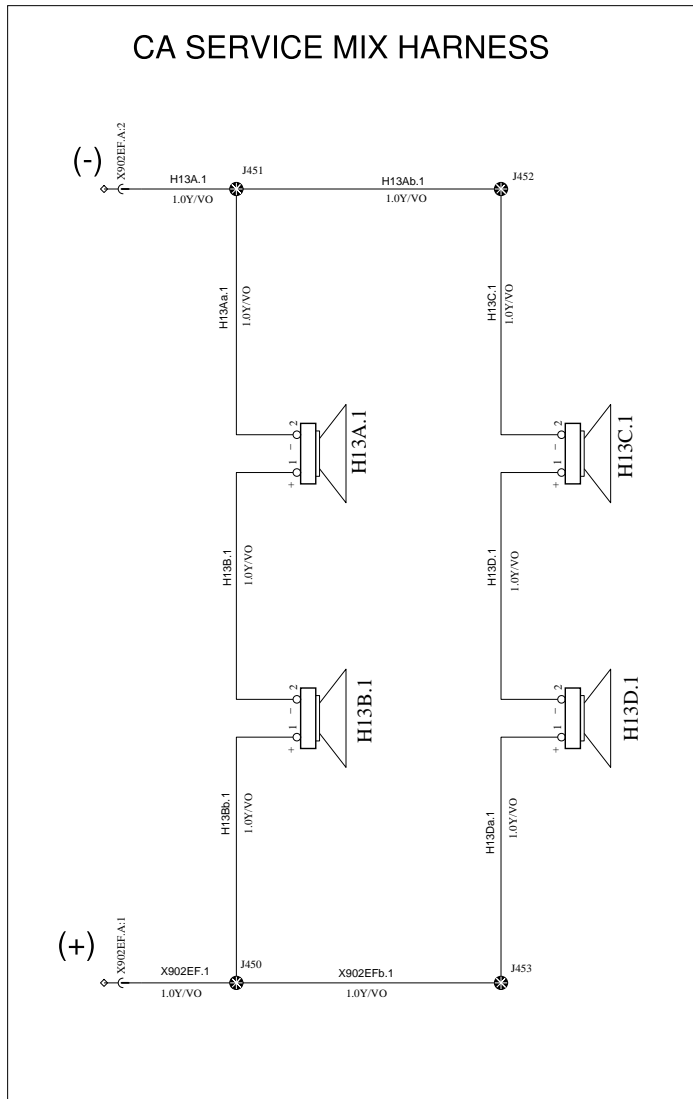 CA SERVICE MIX HARNESS
(-)
X902EF.A:2
H13A.1
1.0Y/VO
J451
H13Ab.1
1.0Y/VO
J452
H13Aa.1
1.0Y/VO
H13C.1
1.0Y/VO
2
−
1
+
H13A.1
2
−
1
+
H13C.1
H13B.1
1.0Y/VO
H13D.1
1.0Y/VO
2
−
1
+
H13B.1
2
−
1
+
H13D.1
H13Bb.1
1.0Y/VO
H13Da.1
1.0Y/VO
(+)
X902EF.A:1
X902EF.1
1.0Y/VO
J450
X902EFb.1
1.0Y/VO
J453